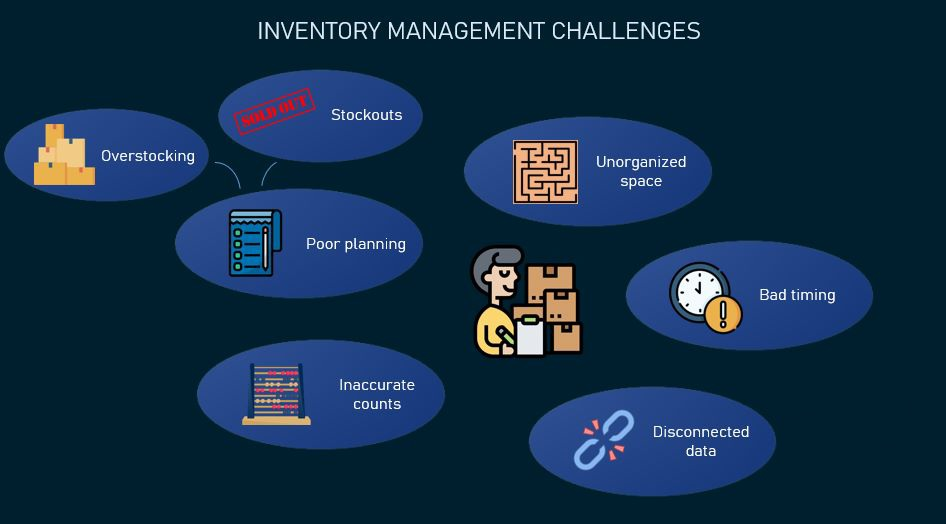 INVENTORY MANAGEMENT CHALLENGES
SOLD OUT
Stockouts
Overstocking
Unorganized
space
Poor planning
Bad timing
Inaccurate
counts
Disconnected
data